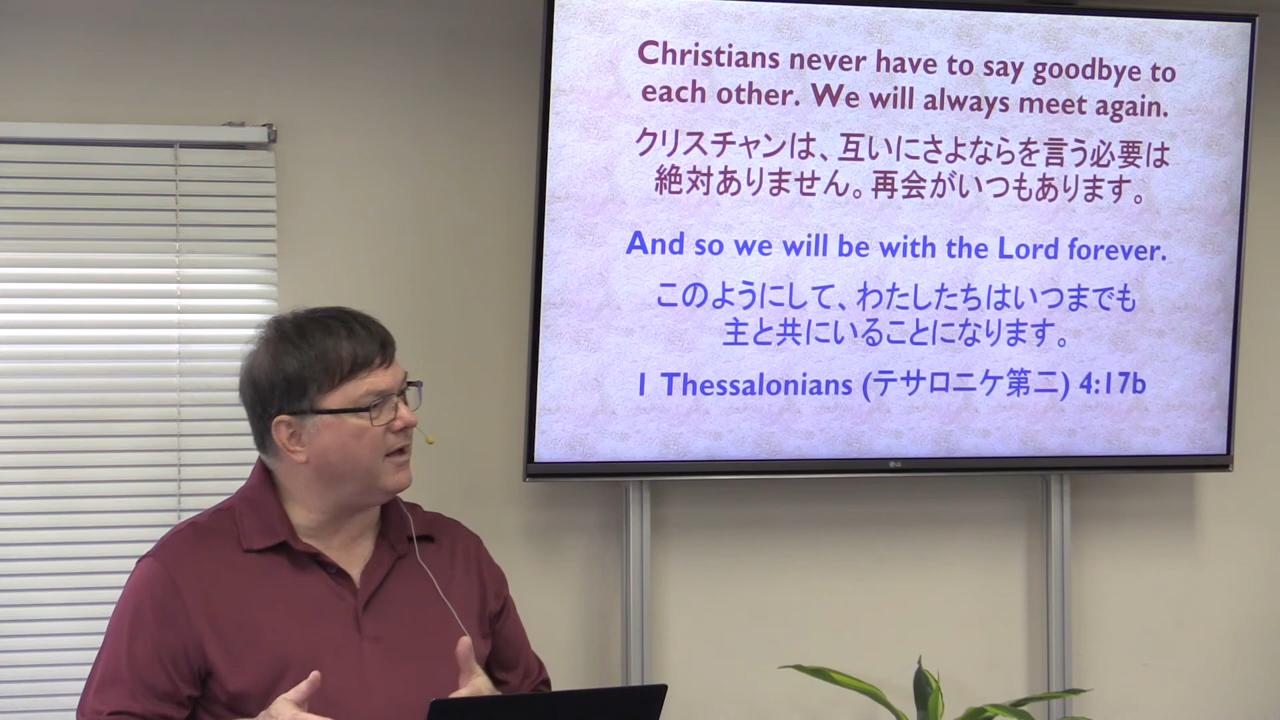 Christians never have to say goodbye to
each other. We will always meet again.
クリスチャンは、互いにさよならを言う必要は
絶対ありません。再会がいつもあります。
And so we will be with the Lord forever.
このようにして、わたしたちはいつまでも
主と共にいることになります。
1 Thessalonians (テサロニケ第二) 4:17b
LG